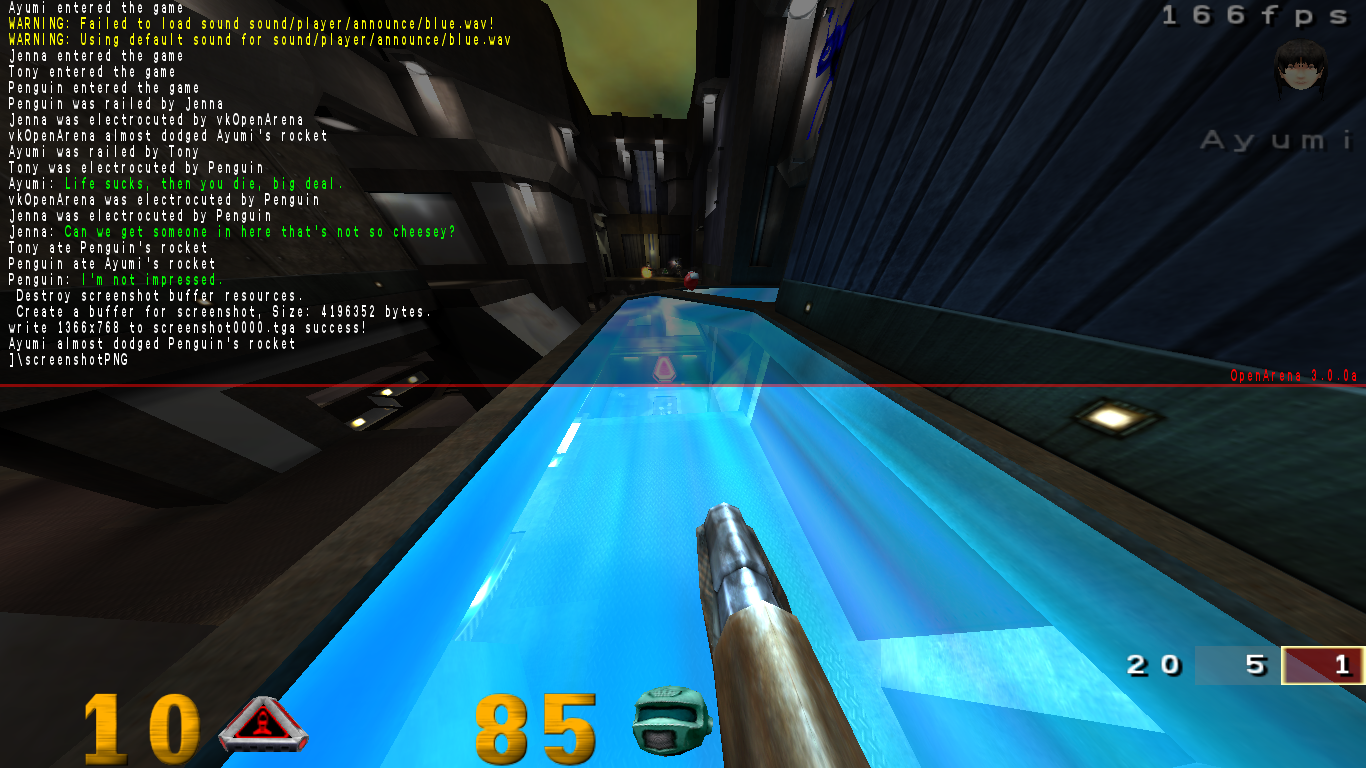 Ayumi entered the game
WARNING: Failed to load sound sound/player/announce/blue.wav!
WARNING: Using default sound for sound/player/announce/blue.wav
Jenna entered the game
Tony entered the game
Penguin entered the game
Penguin was railed by Jenna
Jenna was electrocuted by vkOpenArena
vkOpenArena almost dodged Ayumi's rocket
Ayumi was railed by Tony
Tony was electrocuted by Penguin
Ayumi: Life sucks, then you die, big deal.
vkOpenArena was electrocuted by Penguin
Jenna was electrocuted by Penguin
Jenna: Can we get someone in here that's not so cheesey?
Tony ate Penguin's rocket
Penguin ate Ayumi's rocket
Penguin: I'm not impressed.
Destroy screenshot buffer resources.
Create a buffer for screenshot, Size: 4196352 bytes.
write 1366x768 to screenshot0000.tga success!
Ayumi almost dodged Penguin's rocket
]\screenshotPNG
166fps
Ayumi
OpenArena 3.0.0a
20 5 1
10 85